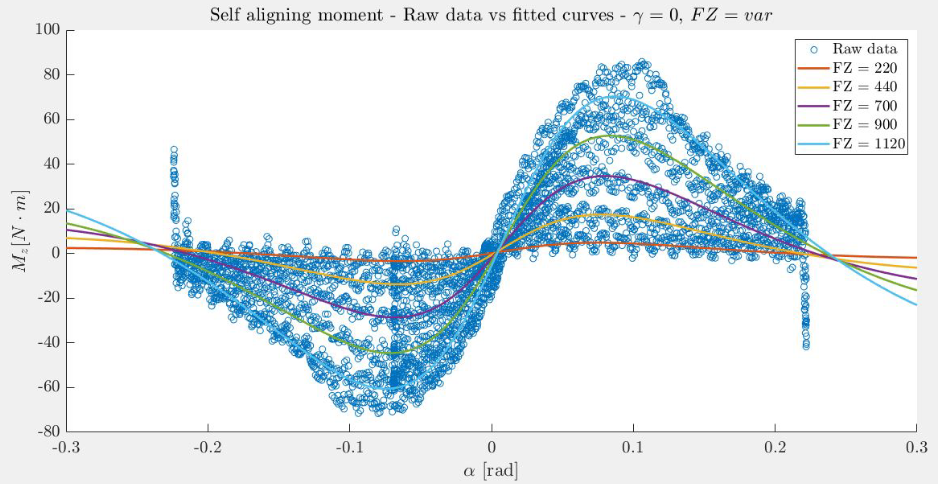 Self aligning moment - Raw data vs fitted curves - γ = 0, FZ = var
100
80
60
40
20
0
-20
-40
-60
-80
M_z [N · m]
-0.3
-0.2
-0.1
0
0.1
0.2
0.3
α [rad]
Raw data
FZ = 220
FZ = 440
FZ = 700
FZ = 900
FZ = 1120